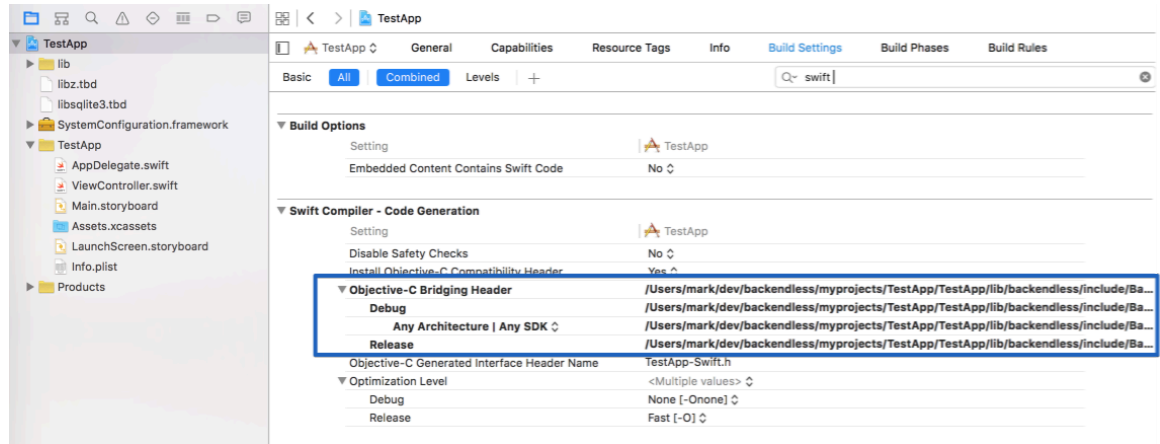 TestApp
TestApp
lib
TestApp General Capabilities Resource Tags Info Build Settings Build Phases Build Rules
libz.tbd
Basic All Combined Levels + swift
libsqlite3.tbd
SystemConfiguration.framework
Build Options
TestApp
Setting TestApp
AppDelegate.swift
Embedded Content Contains Swift Code No
ViewController.swift
Main.storyboard
Swift Compiler - Code Generation
Assets.xcassets
Setting TestApp
LaunchScreen.storyboard
Disable Safety Checks No
Info.plist
Install Objective-C Compatibility Header Yes
Products
Objective-C Bridging Header /Users/mark/dev/backendless/myprojects/TestApp/TestApp/lib/backendless/include/Ba...
Debug /Users/mark/dev/backendless/myprojects/TestApp/TestApp/lib/backendless/include/Ba...
Any Architecture | Any SDK /Users/mark/dev/backendless/myprojects/TestApp/TestApp/lib/backendless/include/Ba...
Release /Users/mark/dev/backendless/myprojects/TestApp/TestApp/lib/backendless/include/Ba...
Objective-C Generated Interface Header Name TestApp-Swift.h
Optimization Level <Multiple values>
Debug None [-Onone]
Release Fast [-O]